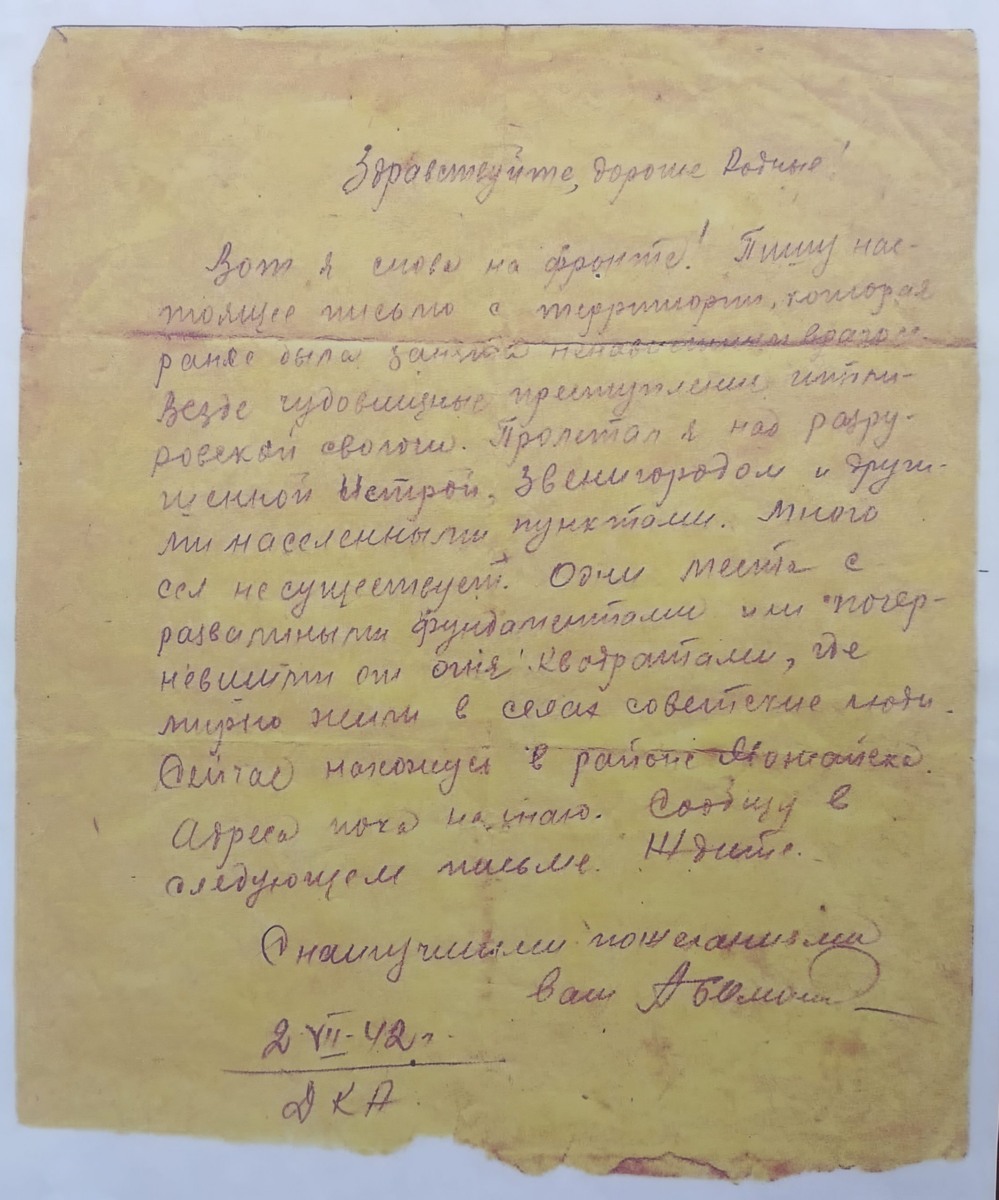 Здравствуйте, дорогие Родные!
Вот я снова на фронте! Пишу нас-
тоящее письмо с территории, которая
ранее была занята ненавистным врагом.
Везде чудовищные преступления гитле-
ровской сволочи. Пролетал я над разру-
шенной Истрой, Звенигородом и други-
ми населенными пунктами. Много
сел не существует. Одни места с
развалинами фундаментами или почер-
невшими от огня квадратами, где
мирно жили в селах советские люди.
Сейчас нахожусь в районе Можайска.
Адреса пока не знаю. Сообщу в
следующем письме. Ждите.
С наилучшими пожеланиями
ваш
2 VII-42 г.
ДКА